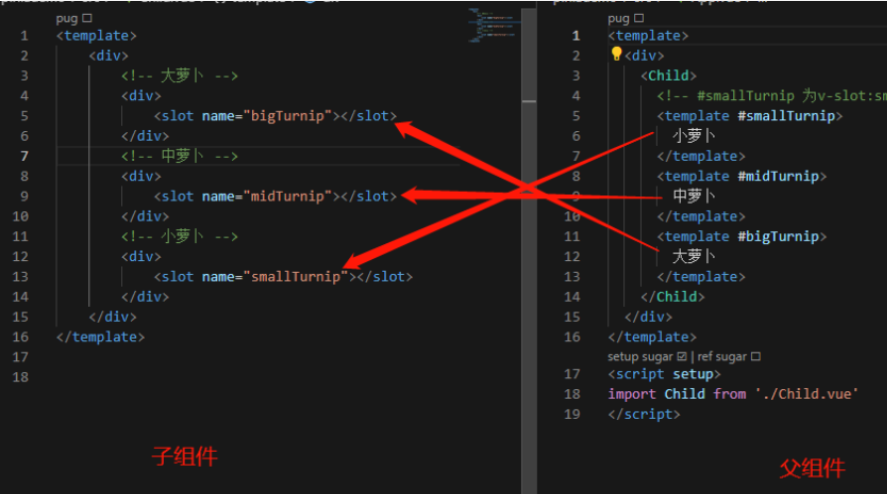 pug
1 <template>
2 <div>
3 <!-- 大萝卜 -->
4 <div>
5 <slot name="bigTurnip"></slot>
6 </div>
7 <!-- 中萝卜 -->
8 <div>
9 <slot name="midTurnip"></slot>
10 </div>
11 <!-- 小萝卜 -->
12 <div>
13 <slot name="smallTurnip"></slot>
14 </div>
15 </div>
16 </template>
17
18
子组件
pug
1 <template>
2 <div>
3 <Child>
4 <!-- #smallTurnip 为v-slot:sm
5 <template #smallTurnip>
6 小萝卜
7 </template>
8 <template #midTurnip>
9 中萝卜
10 </template>
11 <template #bigTurnip>
12 大萝卜
13 </template>
14 </Child>
15 </div>
16 </template>
setup sugar ☑ | ref sugar ☐
17 <script setup>
18 import Child from './Child.vue'
19 </script>
父组件